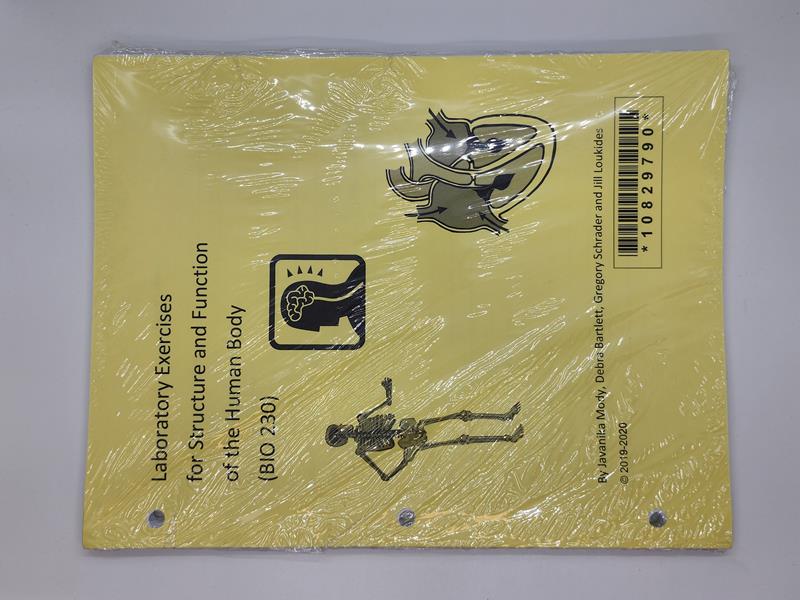 Laboratory Exercises
for Structure and Function
of the Human Body
(BIO 230)
By Javanika Mody, Debra Bartlett, Gregory Schrader and Jill Loukides
© 2019-2020
*10829790*